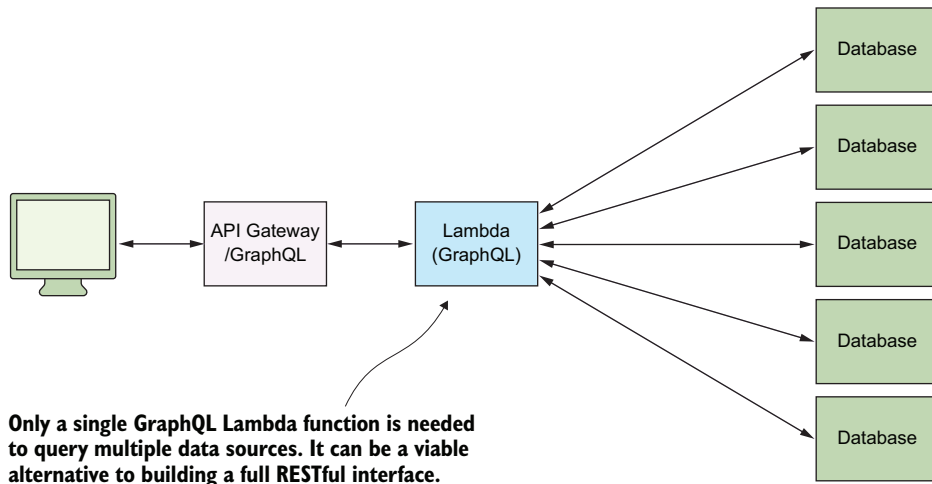 Database
Database
API Gateway
/GraphQL
Lambda
(GraphQL)
Database
Database
Database
Only a single GraphQL Lambda function is needed
to query multiple data sources. It can be a viable
alternative to building a full RESTful interface.